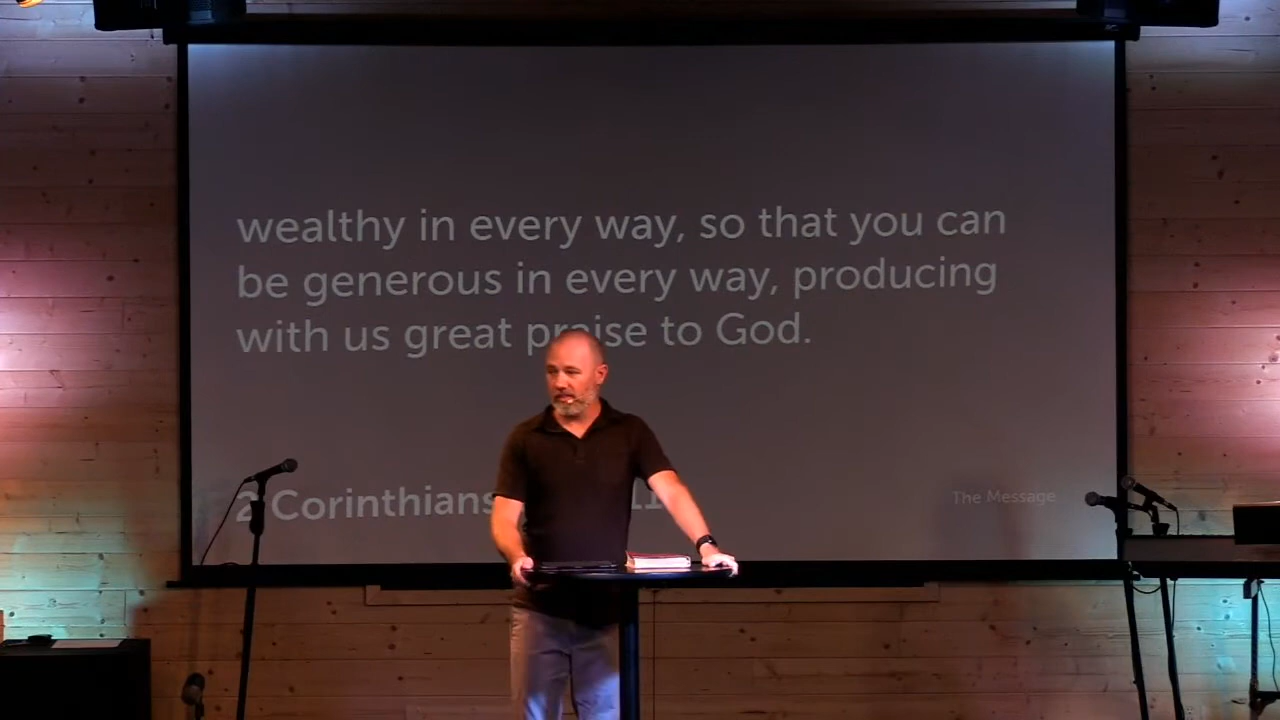 wealthy in every way, so that you can
be generous in every way, producing
with us great praise to God.
2 Corinthians 11
The Message